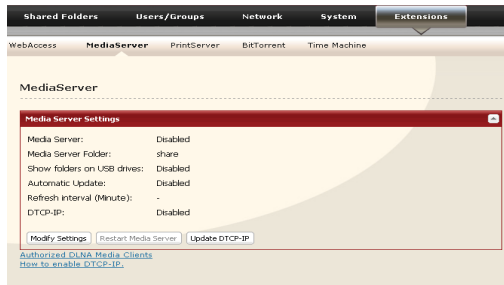 Shared Folders Users/Groups Network System Extensions
WebAccess MediaServer PrintServer BitTorrent Time Machine
MediaServer
Media Server Settings
Media Server: Disabled
Media Server Folder: share
Show folders on USB drives: Disabled
Automatic Update: Disabled
Refresh interval (Minute): -
DTCP-IP: Disabled
Modify Settings Restart Media Server Update DTCP-IP
Authorized DLNA Media Clients
How to enable DTCP-IP.